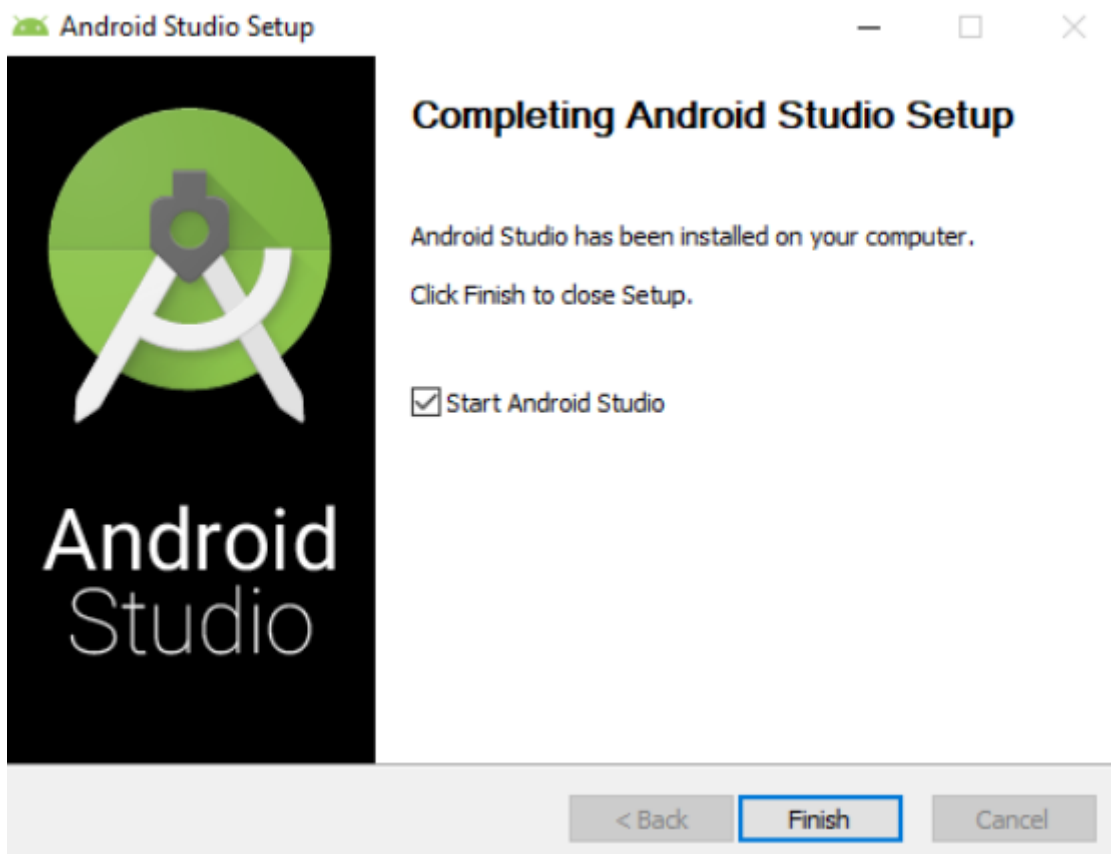 Android Studio Setup
Completing Android Studio Setup
Android Studio has been installed on your computer.
Click Finish to close Setup.
Start Android Studio
Android
Studio
< Back
Finish
Cancel